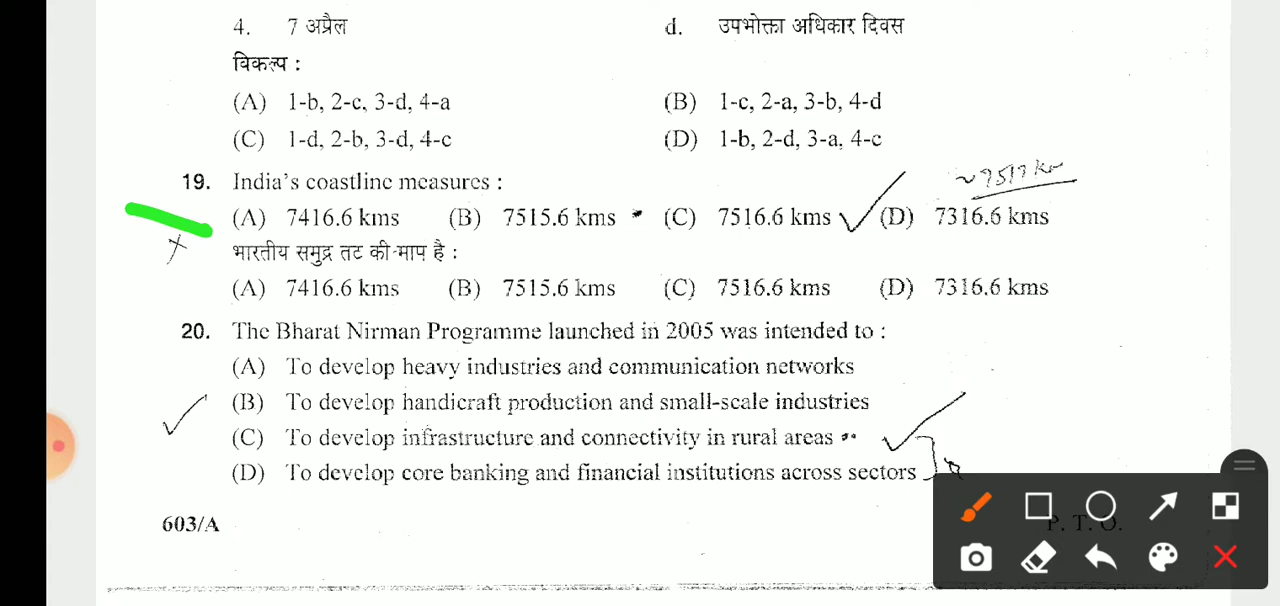 4. 7 अप्रैल d. उपभोक्ता अधिकार दिवस
विकल्प :
(A) 1-b, 2-c, 3-d, 4-a (B) 1-c, 2-a, 3-b, 4-d
(C) 1-d, 2-b, 3-d, 4-c (D) 1-b, 2-d, 3-a, 4-c
~7517 km
19. India's coastline measures :
(A) 7416.6 kms (B) 7515.6 kms (C) 7516.6 kms (D) 7316.6 kms
भारतीय समुद्र तट की माप है :
(A) 7416.6 kms (B) 7515.6 kms (C) 7516.6 kms (D) 7316.6 kms
20. The Bharat Nirman Programme launched in 2005 was intended to :
(A) To develop heavy industries and communication networks
(B) To develop handicraft production and small-scale industries
(C) To develop infrastructure and connectivity in rural areas
(D) To develop core banking and financial institutions across sectors
603/A P. T. O.